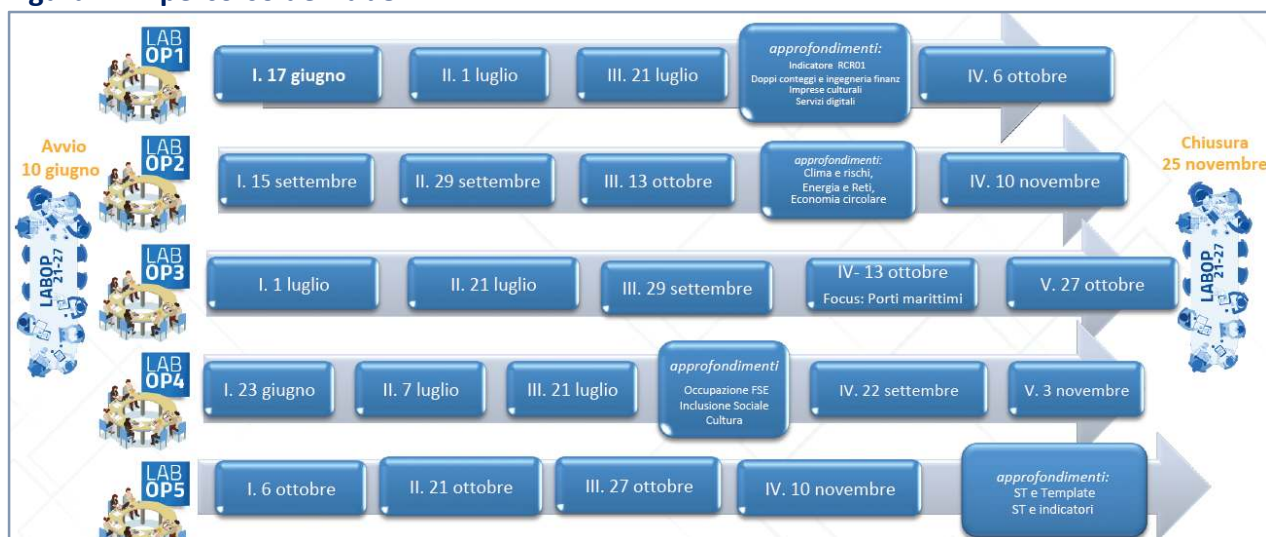 LAB
OP1
I. 17 giugno
II. 1 luglio
III. 21 luglio
approfondimenti:
Indicatore RCR01
Doppi conteggi e ingegneria finanz
Imprese culturali
Servizi digitali
IV. 6 ottobre
Avvio
10 giugno
LABOP
21-27
LAB
OP2
I. 15 settembre
II. 29 settembre
III. 13 ottobre
approfondimenti:
Clima e rischi,
Energia e Reti,
Economia circolare
IV. 10 novembre
Chiusura
25 novembre
LABOP
21-27
LAB
OP3
I. 1 luglio
II. 21 luglio
III. 29 settembre
IV- 13 ottobre
Focus: Porti marittimi
V. 27 ottobre
LAB
OP4
I. 23 giugno
II. 7 luglio
III. 21 luglio
approfondimenti
Occupazione FSE
Inclusione Sociale
Cultura
IV. 22 settembre
V. 3 novembre
LAB
OP5
I. 6 ottobre
II. 21 ottobre
III. 27 ottobre
IV. 10 novembre
approfondimenti:
ST e Template
ST e indicatori